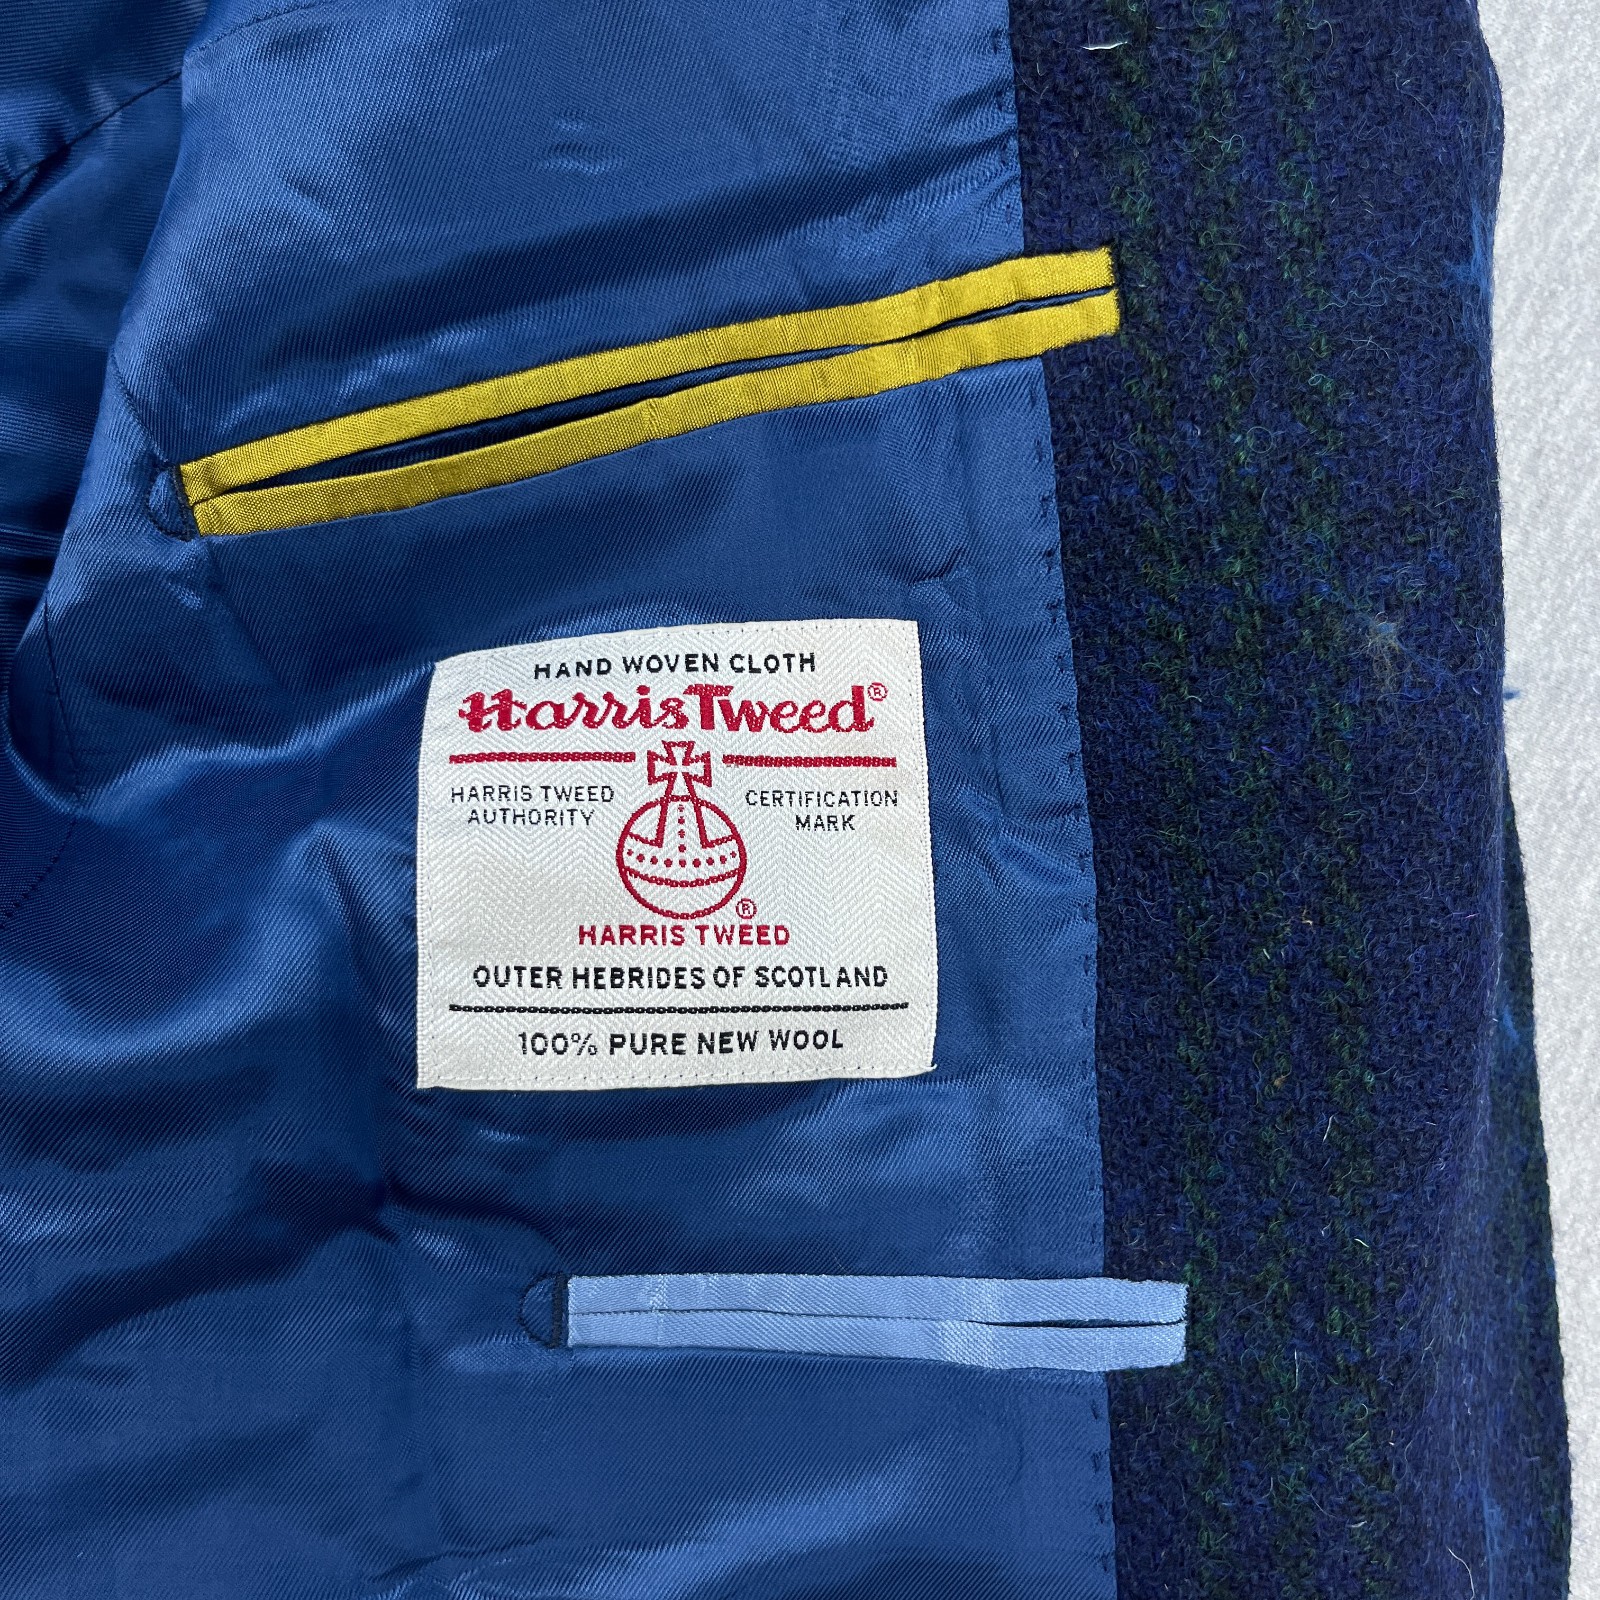 HAND WOVEN CLOTH
Harris Tweed®
HARRIS TWEED AUTHORITY
CERTIFICATION MARK
®
HARRIS TWEED
OUTER HEBRIDES OF SCOTLAND
100% PURE NEW WOOL